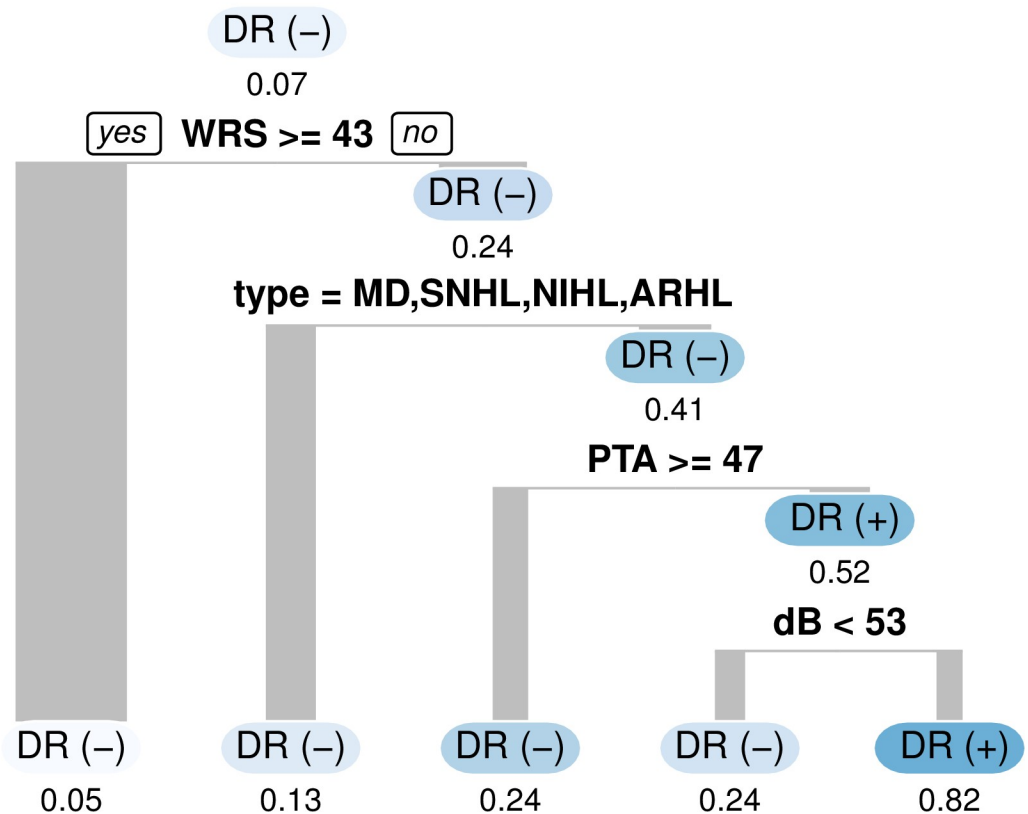 DR (−)
0.07
yes WRS >= 43 no
DR (−)
0.24
type = MD,SNHL,NIHL,ARHL
DR (−)
0.41
PTA >= 47
DR (+)
0.52
dB < 53
DR (−) DR (−) DR (−) DR (−) DR (+)
0.05 0.13 0.24 0.24 0.82